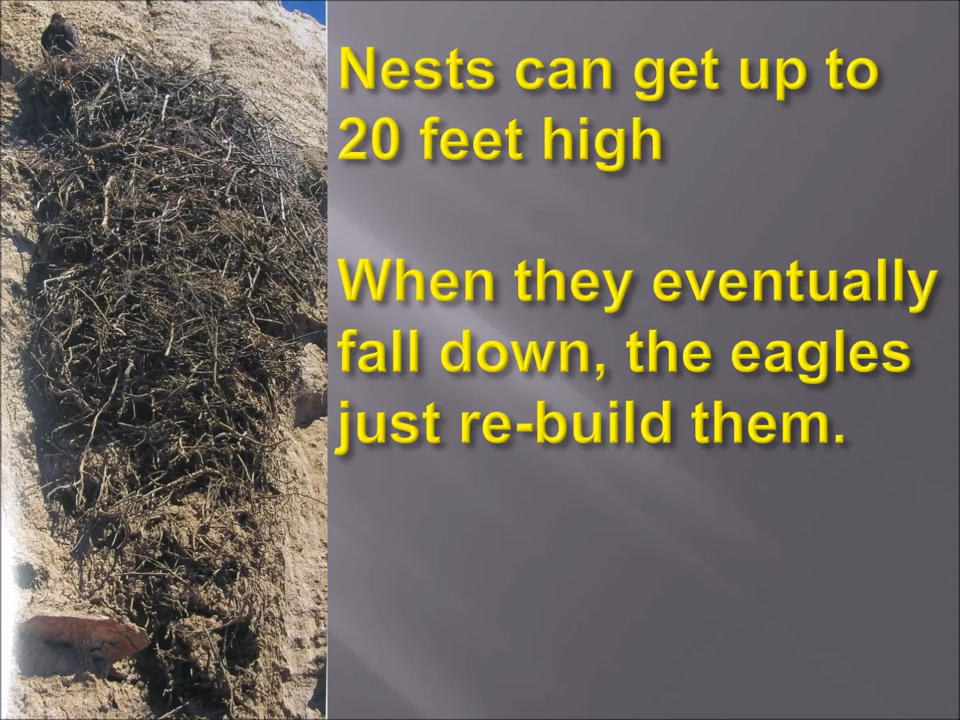 Nests can get up to
20 feet high
When they eventually
fall down, the eagles
just re-build them.